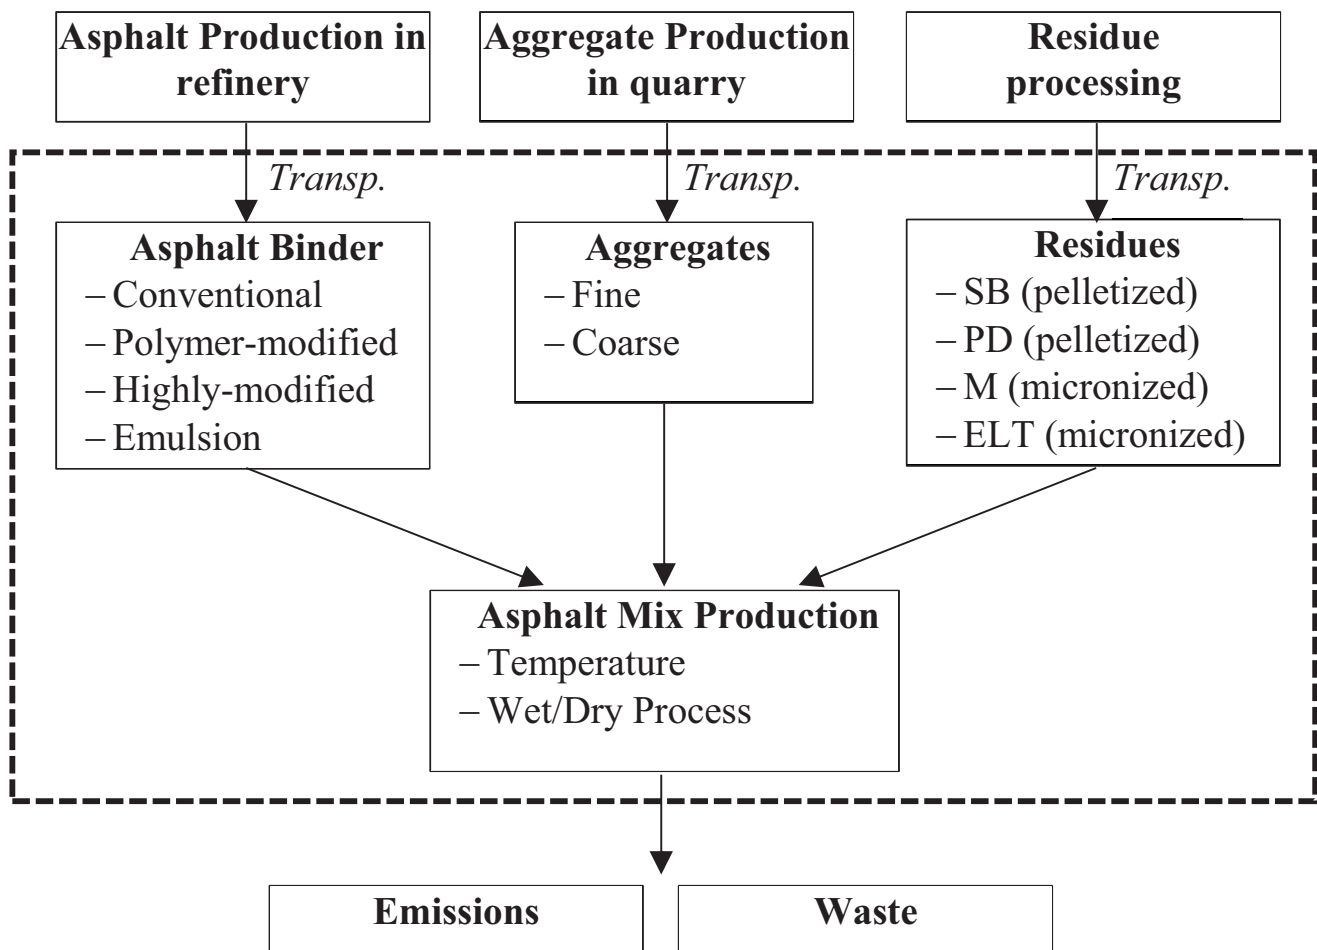 Asphalt Production in
refinery
Aggregate Production
in quarry
Residue
processing
Transp.
Transp.
Transp.
Asphalt Binder
– Conventional
– Polymer-modified
– Highly-modified
– Emulsion
Aggregates
– Fine
– Coarse
Residues
– SB (pelletized)
– PD (pelletized)
– M (micronized)
– ELT (micronized)
Asphalt Mix Production
– Temperature
– Wet/Dry Process
Emissions
Waste